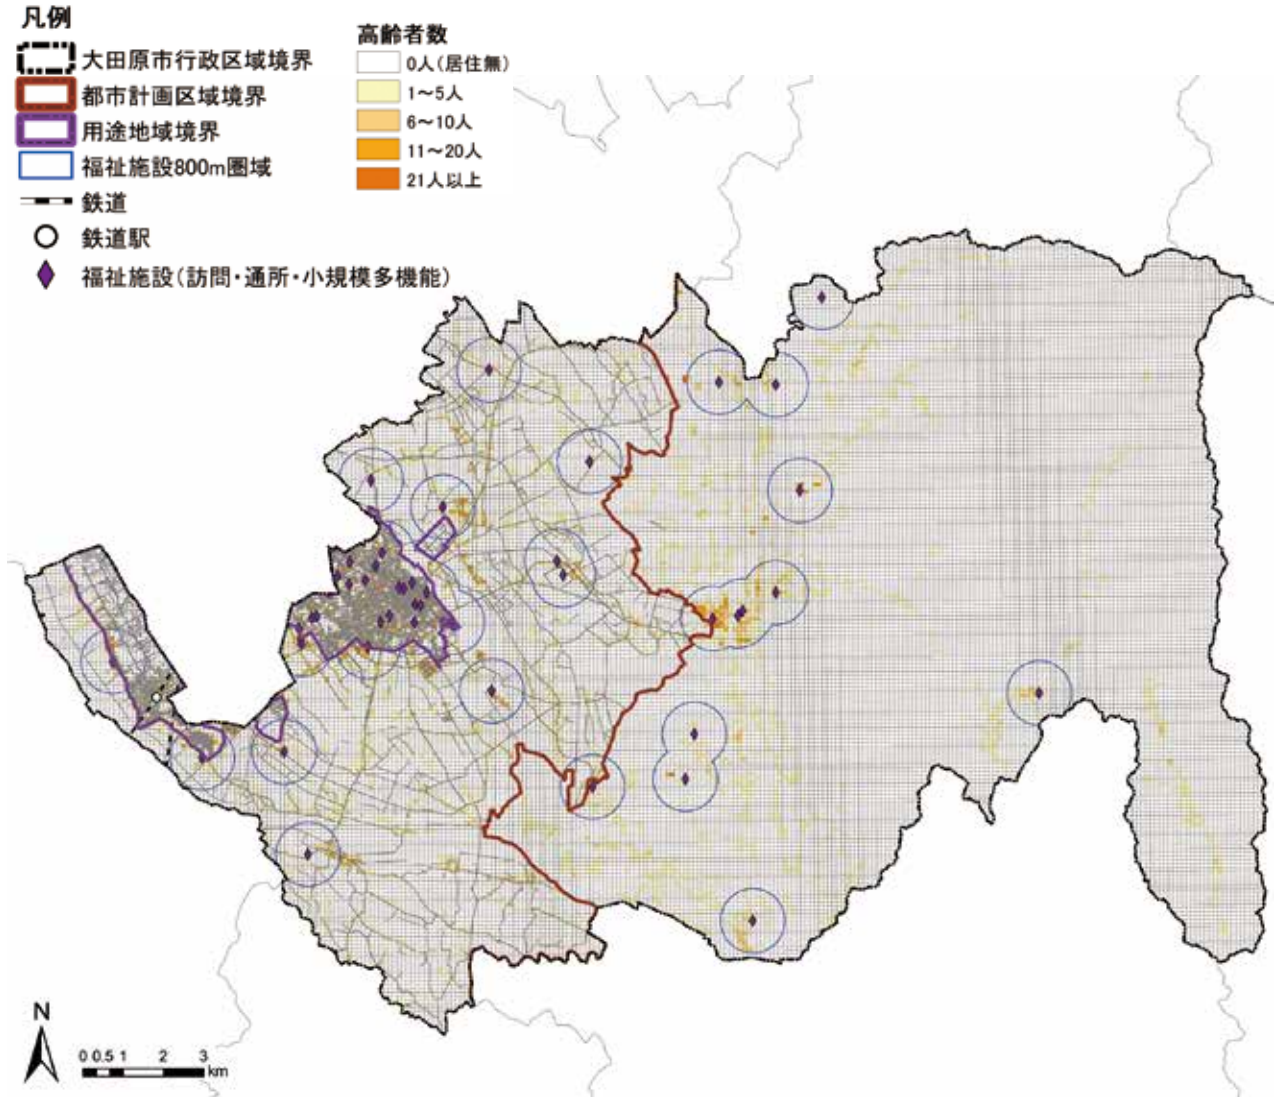 凡例
大田原市行政区域境界
都市計画区域境界
用途地域境界
福祉施設800m圏域
鉄道
鉄道駅
福祉施設(訪問・通所・小規模多機能)
高齢者数
0人(居住無)
1～5人
6～10人
11～20人
21人以上
N
0 0.5 1 2 3
km